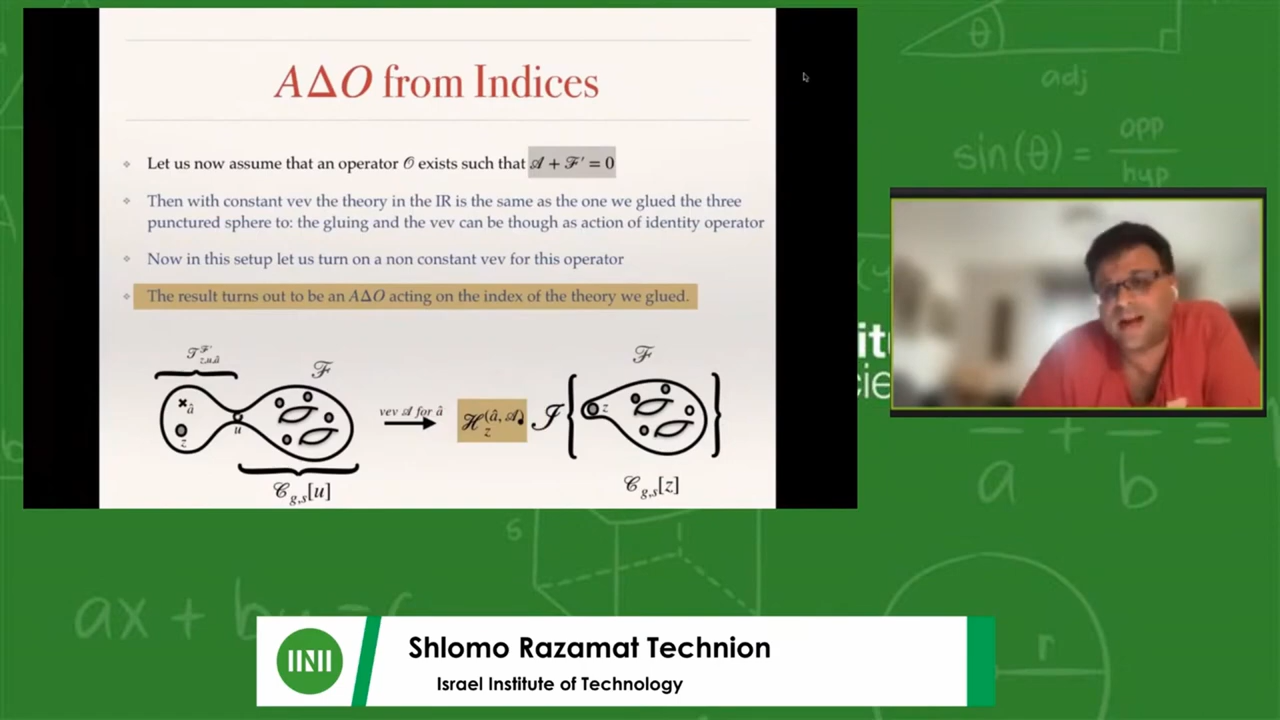 AΔO from Indices
Let us now assume that an operator 𝒪 exists such that 𝒜 + ℱ' = 0
Then with constant vev the theory in the IR is the same as the one we glued the three
punctured sphere to: the gluing and the vev can be though as action of identity operator
Now in this setup let us turn on a non constant vev for this operator
The result turns out to be an AΔO acting on the index of the theory we glued.
ℱ
ℱ
â
z
u
vev 𝒜 for â
z
𝒞g,s[u]
𝒞g,s[z]
θ
adj
sin(θ) = opp
hyp
a
b
s
r
Shlomo Razamat Technion
Israel Institute of Technology